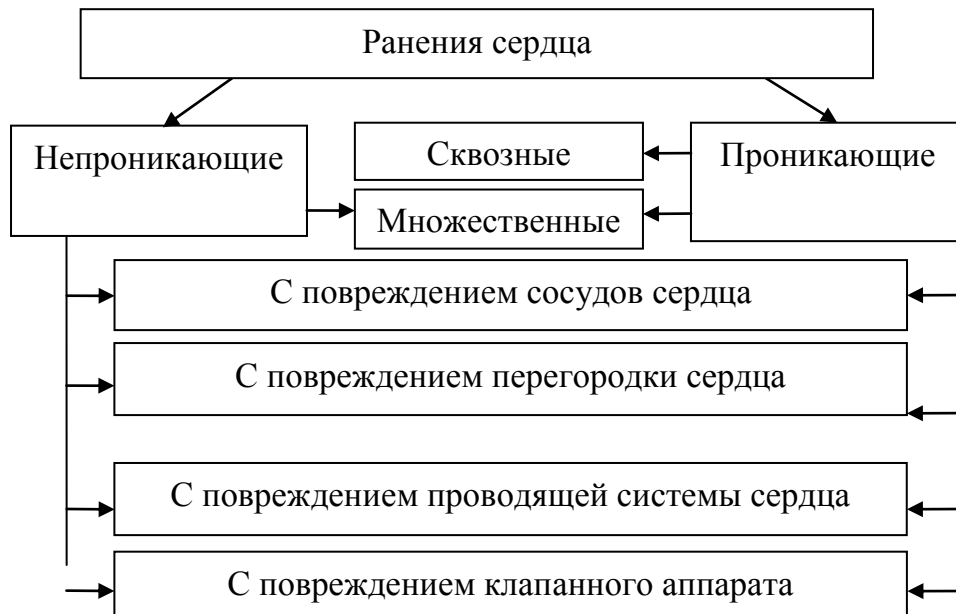 Ранения сердца
Непроникающие
Сквозные
Проникающие
Множественные
С повреждением сосудов сердца
С повреждением перегородки сердца
С повреждением проводящей системы сердца
С повреждением клапанного аппарата